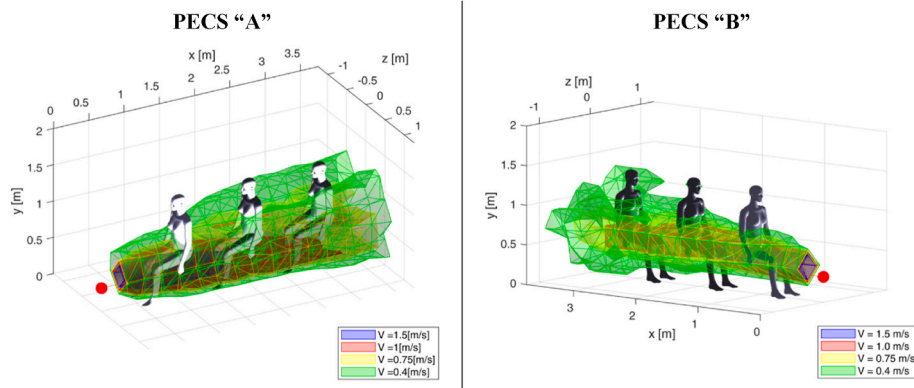 PECS “A”
x [m]
z [m]
0
0.5
1
1.5
2
2.5
3
3.5
-1
-0.5
0
0.5
1
2
1.5
1
0.5
0
y [m]
V =1.5[m/s]
V =1[m/s]
V =0.75[m/s]
V =0.4[m/s]
PECS “B”
z [m]
-1
0
1
2
1.5
1
0.5
0
y [m]
3
2
1
0
x [m]
V = 1.5 m/s
V = 1.0 m/s
V = 0.75 m/s
V = 0.4 m/s